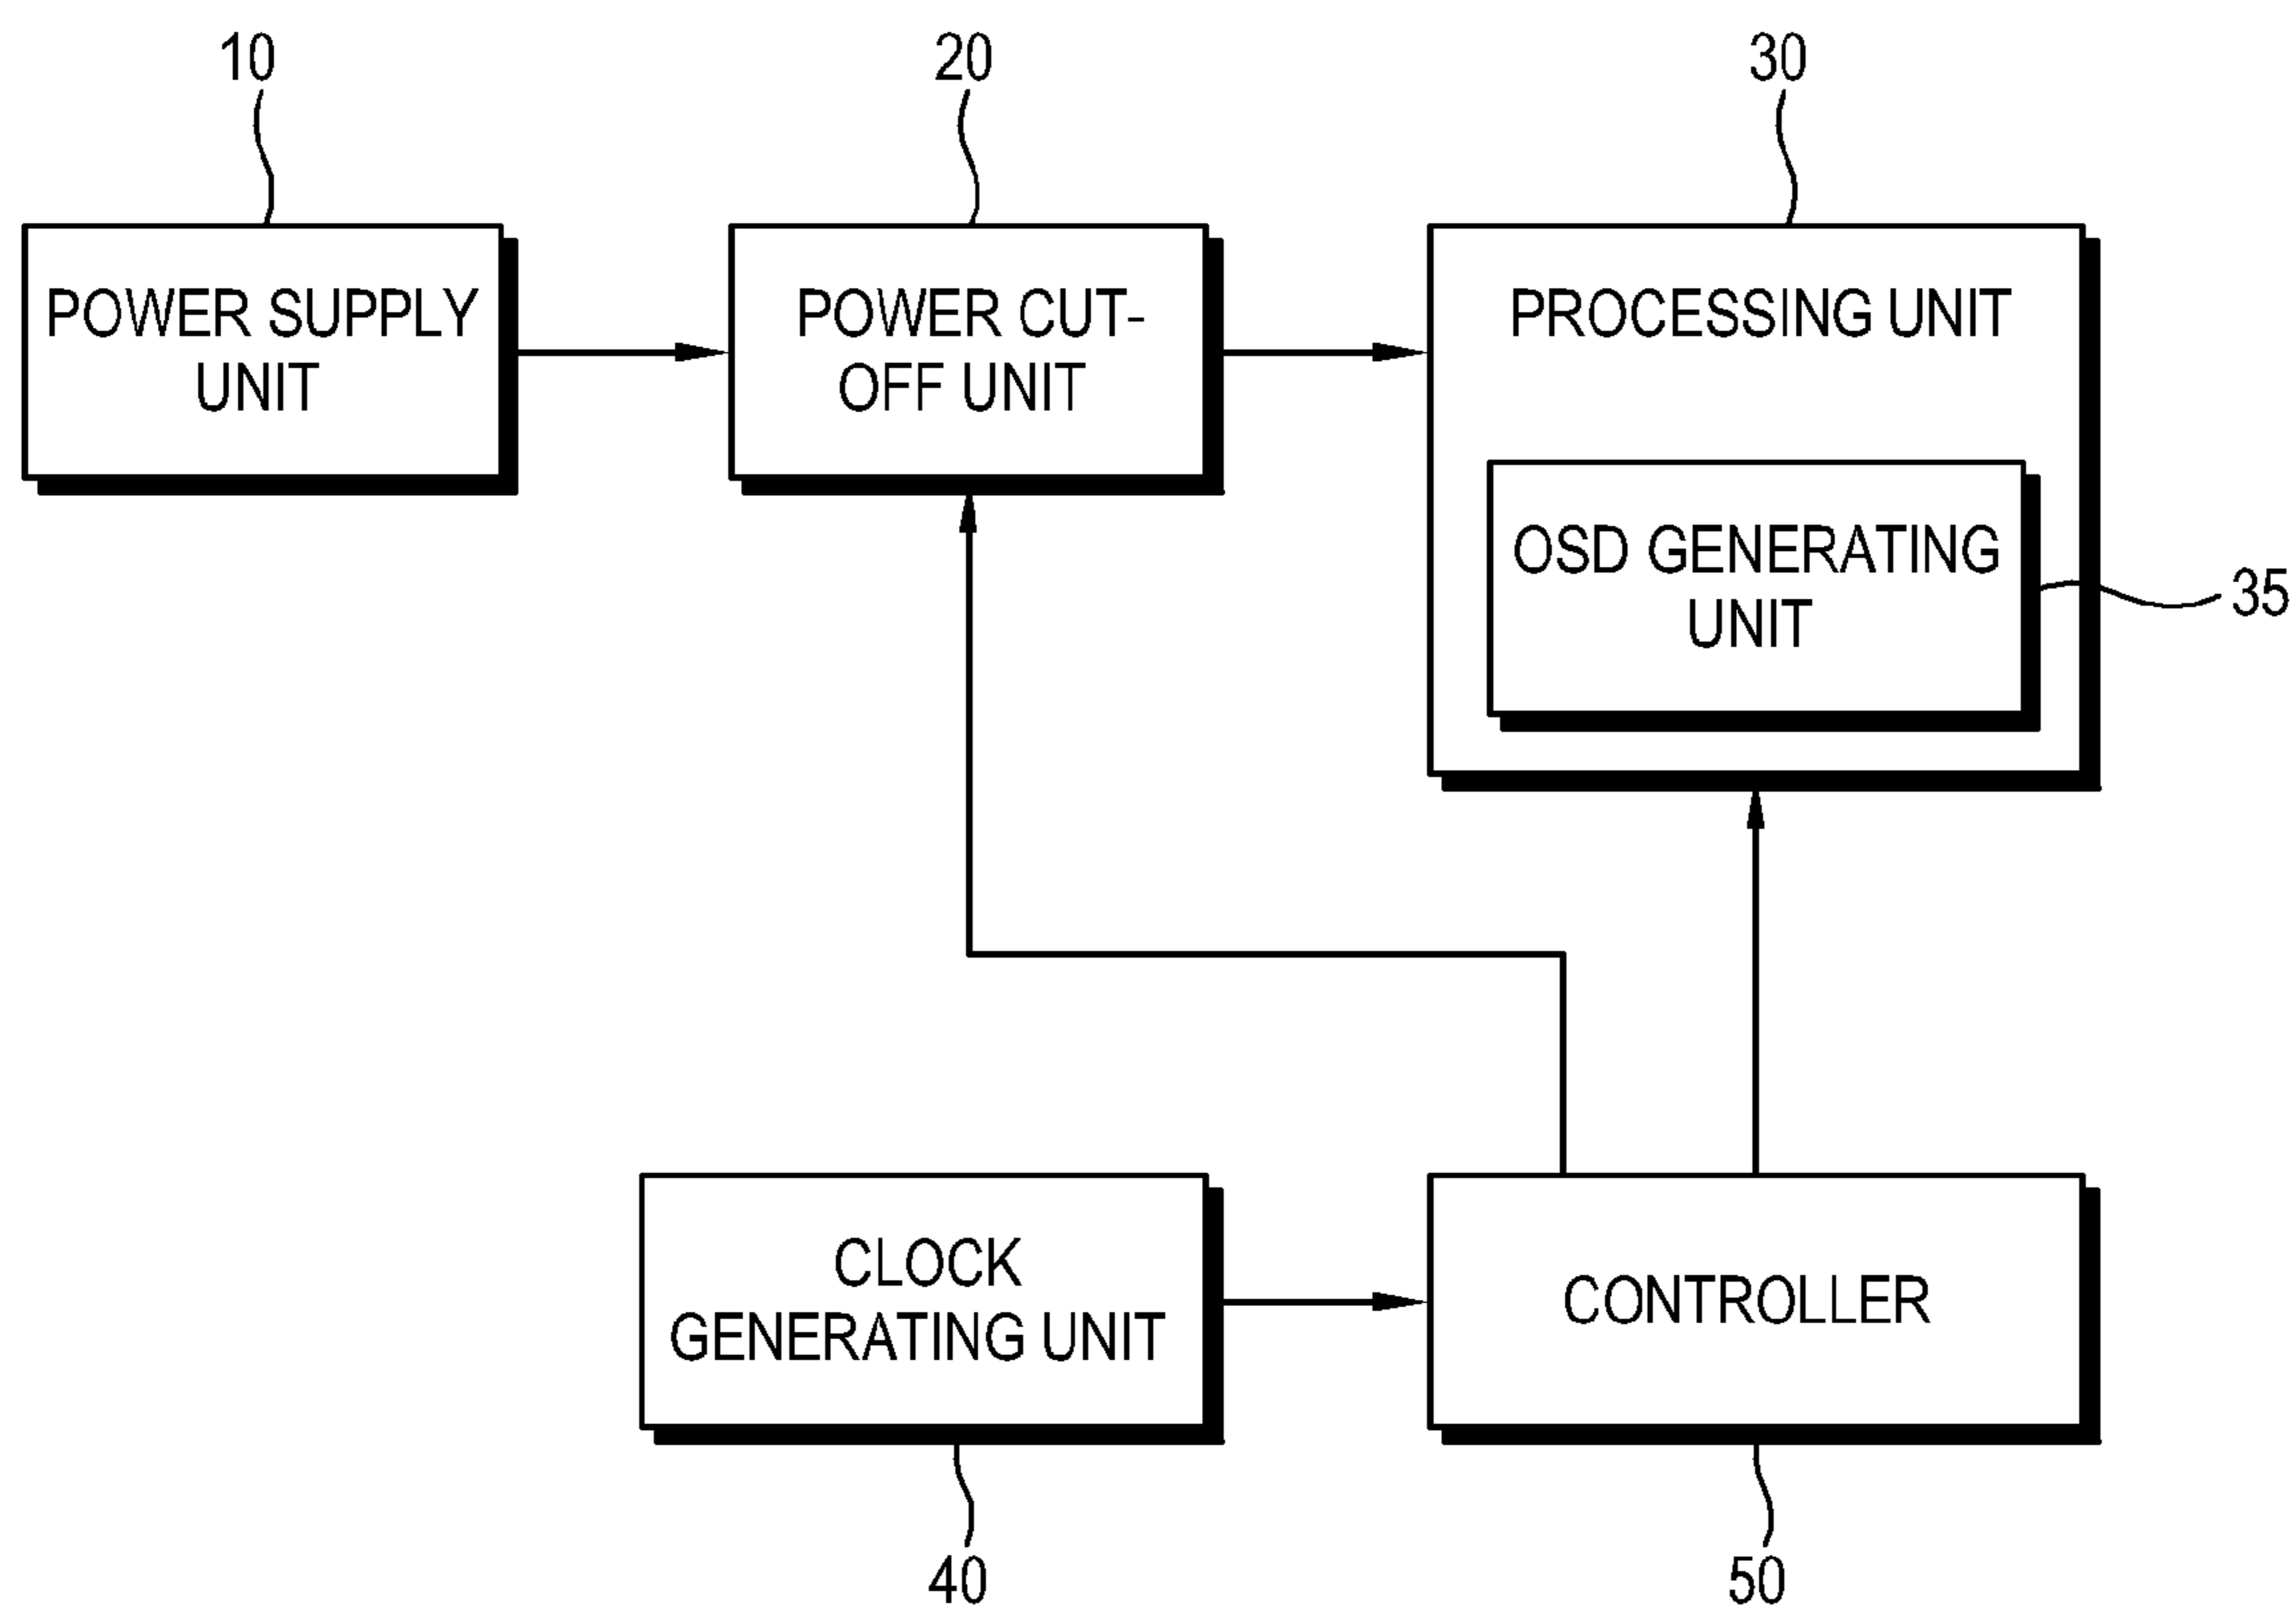 10
20
30
POWER SUPPLY
UNIT
POWER CUT-
OFF UNIT
PROCESSING UNIT
OSD GENERATING
UNIT
35
CLOCK
GENERATING UNIT
CONTROLLER
40
50